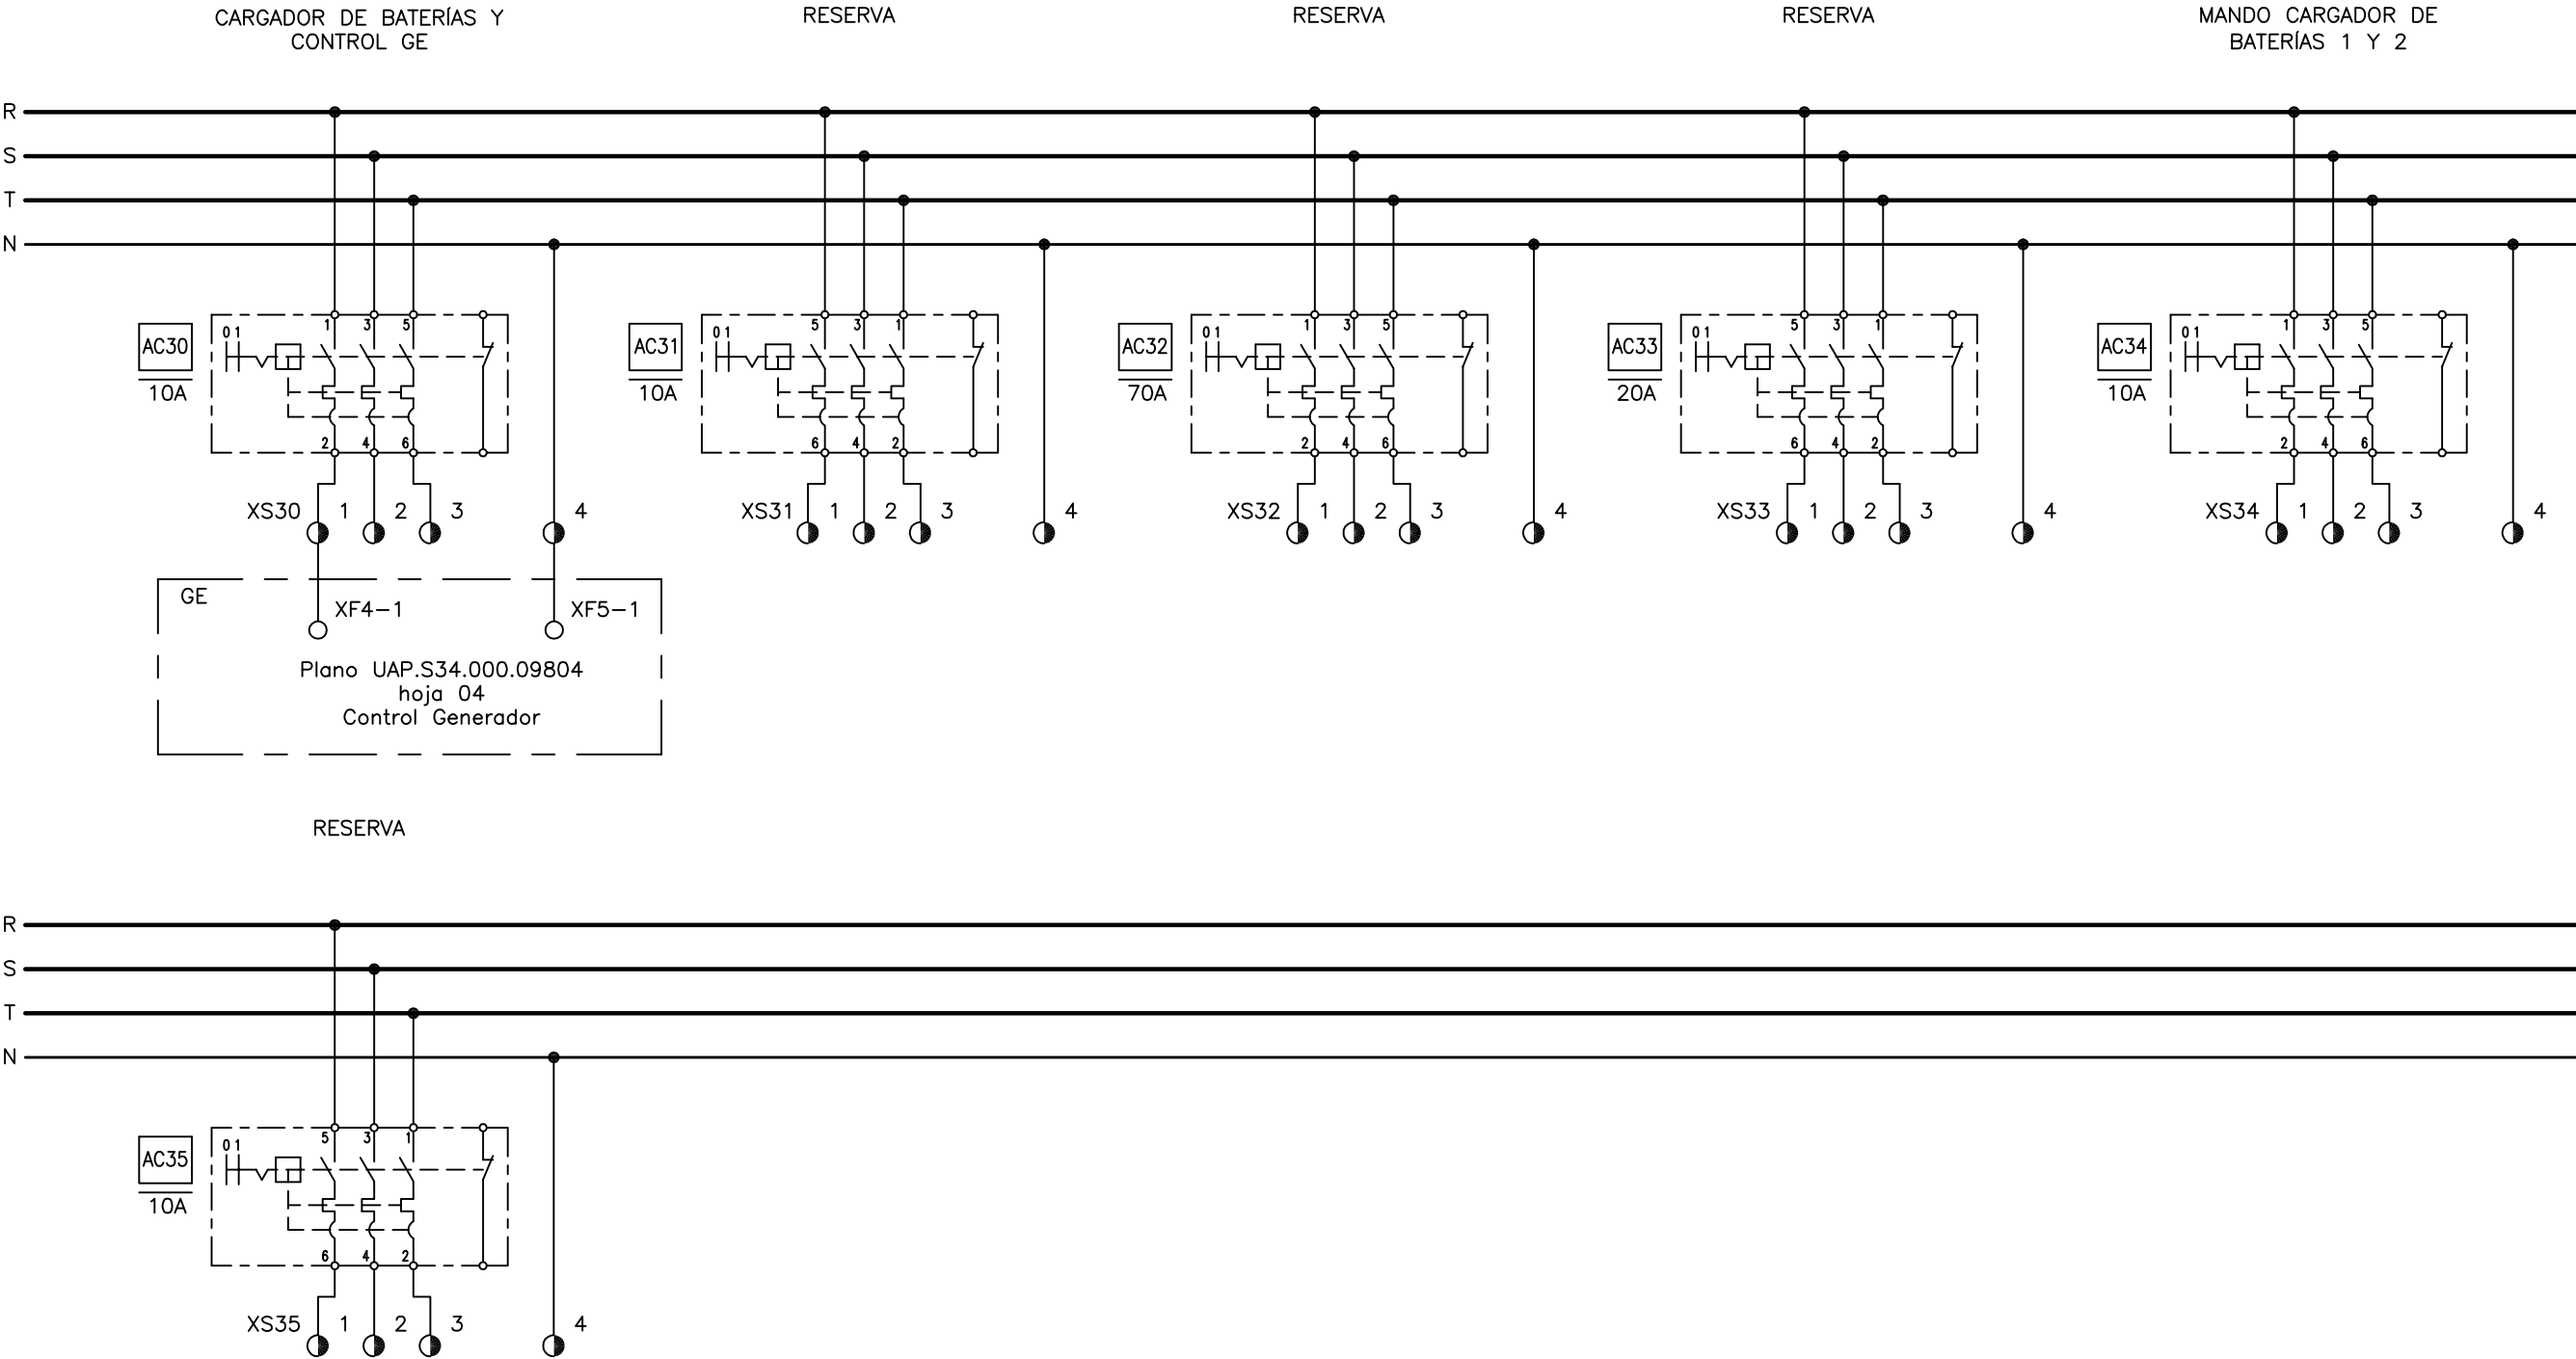 CARGADOR DE BATERÍAS Y
CONTROL GE
RESERVA
RESERVA
RESERVA
MANDO CARGADOR DE
BATERÍAS 1 Y 2
R
S
T
N
AC30
10A
0 1
1 3 5
2 4 6
XS30 1 2 3 4
AC31
10A
0 1
5 3 1
6 4 2
XS31 1 2 3 4
AC32
70A
0 1
1 3 5
2 4 6
XS32 1 2 3 4
AC33
20A
0 1
5 3 1
6 4 2
XS33 1 2 3 4
AC34
10A
0 1
1 3 5
2 4 6
XS34 1 2 3 4
GE
XF4-1 XF5-1
Plano UAP.S34.000.09804
hoja 04
Control Generador
RESERVA
R
S
T
N
AC35
10A
0 1
5 3 1
6 4 2
XS35 1 2 3 4